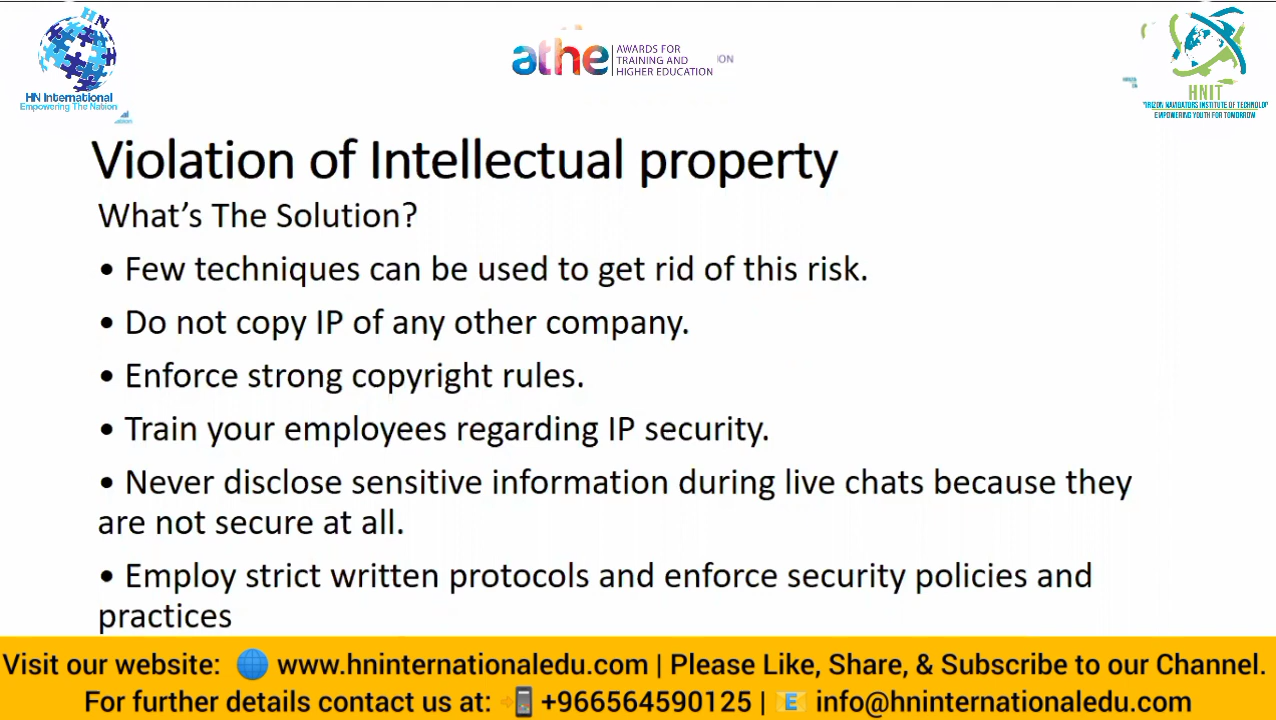 HN
HN International
Empowering The Nation
athe
AWARDS FOR
TRAINING AND
HIGHER EDUCATION
HNIT
EMPOWERING YOUTH FOR TOMORROW
Violation of Intellectual property
What's The Solution?
• Few techniques can be used to get rid of this risk.
• Do not copy IP of any other company.
• Enforce strong copyright rules.
• Train your employees regarding IP security.
• Never disclose sensitive information during live chats because they
are not secure at all.
• Employ strict written protocols and enforce security policies and
practices
Visit our website: 🌐 www.hninternationaledu.com | Please Like, Share, & Subscribe to our Channel.
For further details contact us at: 📲 +966564590125 | 📧 info@hninternationaledu.com